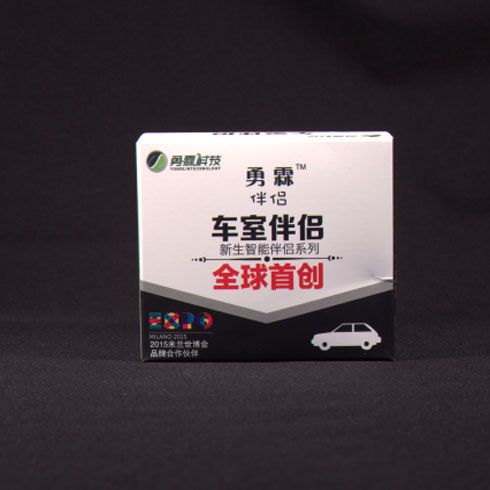 勇霖科技
YONGLINTECHNOLOGY
勇霖™
伴侣
车室伴侣
新生智能伴侣系列
全球首创
EXPO
MILANO 2015
2015米兰世博会
品牌合作伙伴